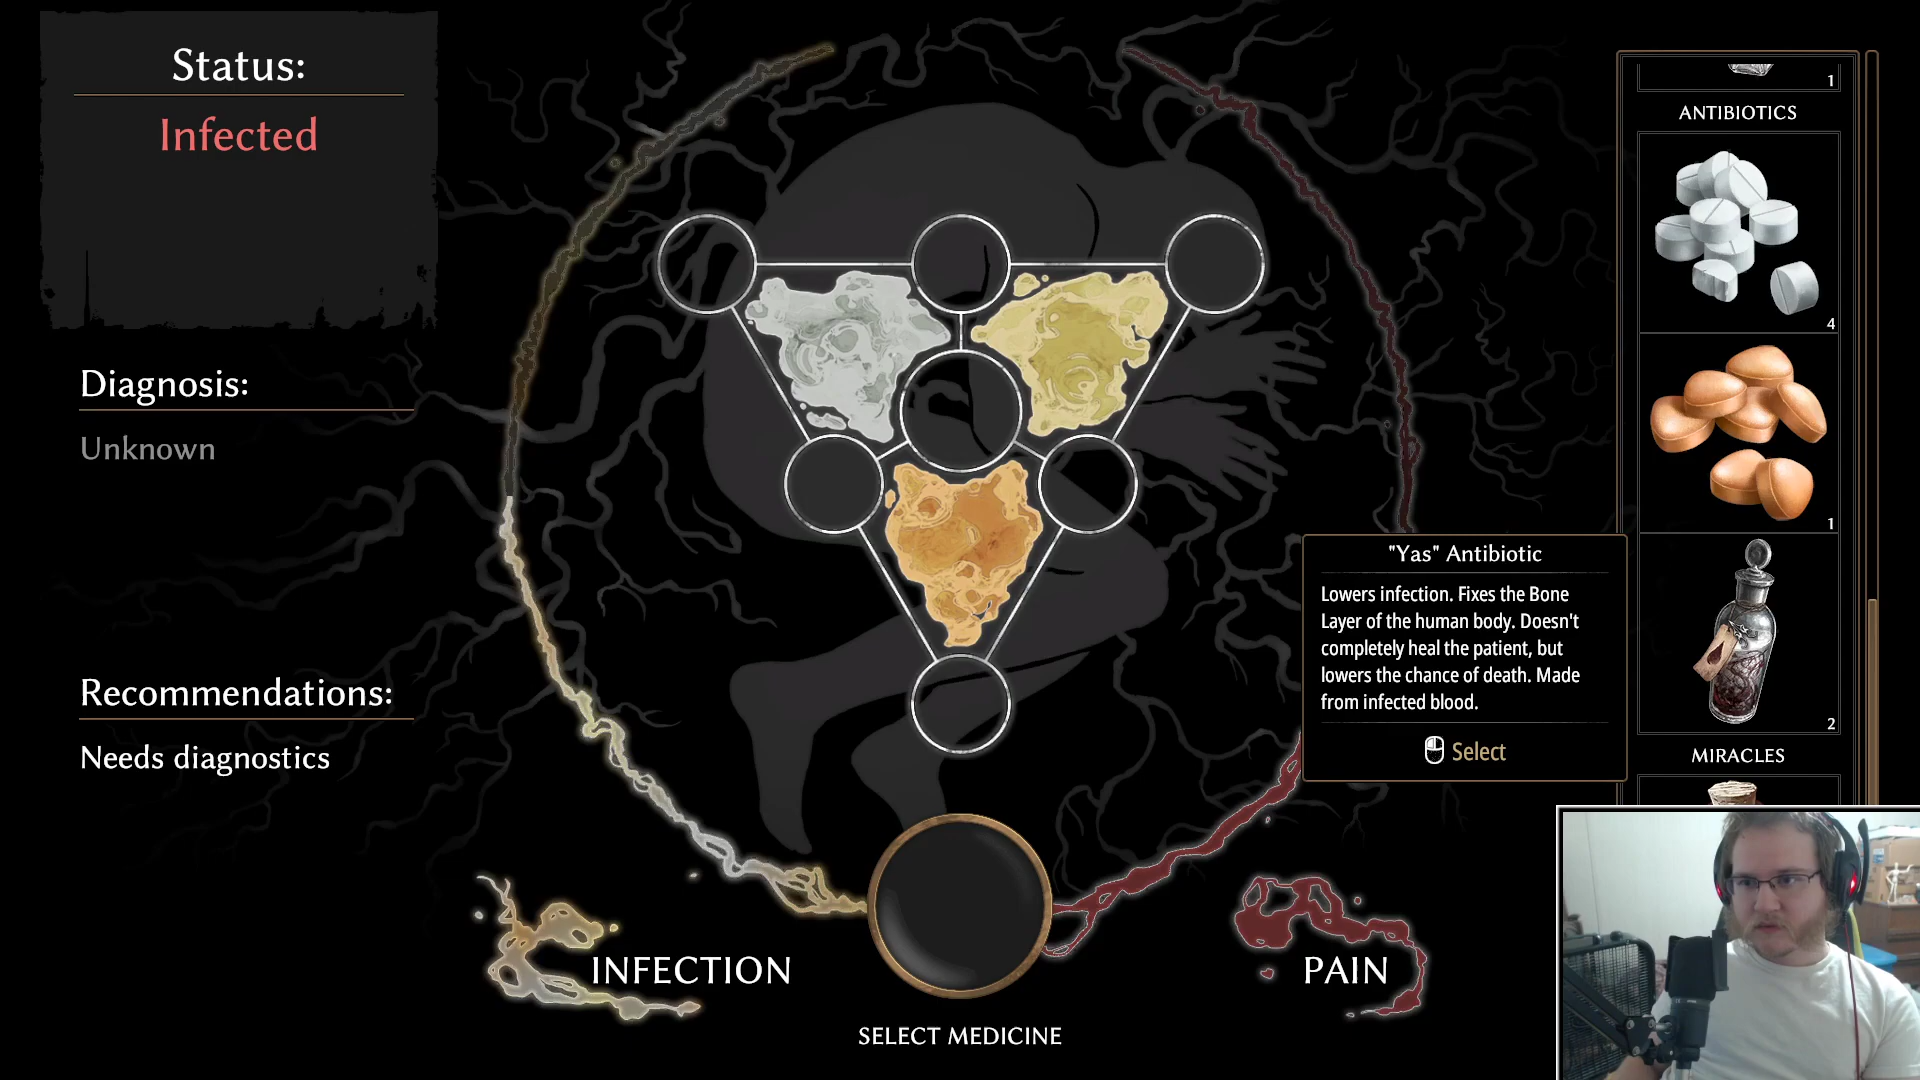 Status:
Infected
Diagnosis:
Unknown
Recommendations:
Needs diagnostics
INFECTION
PAIN
SELECT MEDICINE
1
ANTIBIOTICS
4
1
2
MIRACLES
"Yas" Antibiotic
Lowers infection. Fixes the Bone
Layer of the human body. Doesn't
completely heal the patient, but
lowers the chance of death. Made
from infected blood.
Select